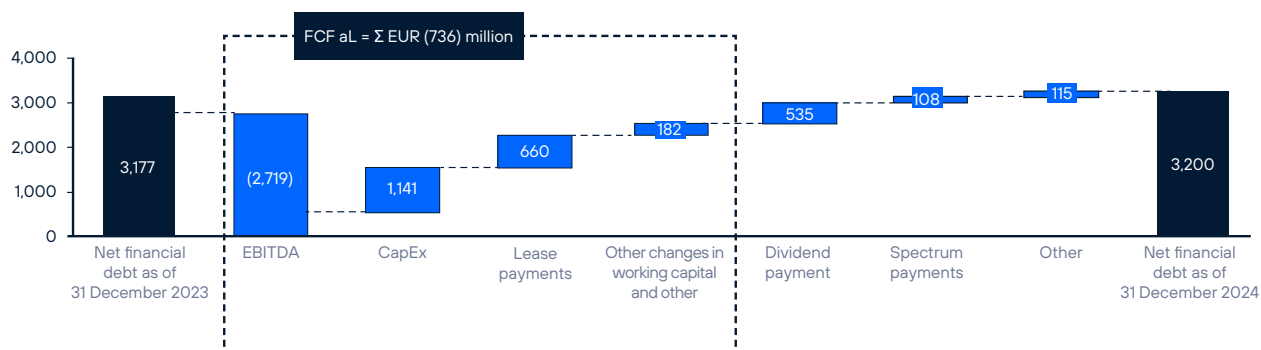 FCF aL = Σ EUR (736) million
4,000
3,000
2,000
1,000
0
3,177
(2,719)
1,141
660
182
535
108
115
3,200
Net financial
debt as of
31 December 2023
EBITDA
CapEx
Lease
payments
Other changes in
working capital
and other
Dividend
payment
Spectrum
payments
Other
Net financial
debt as of
31 December 2024